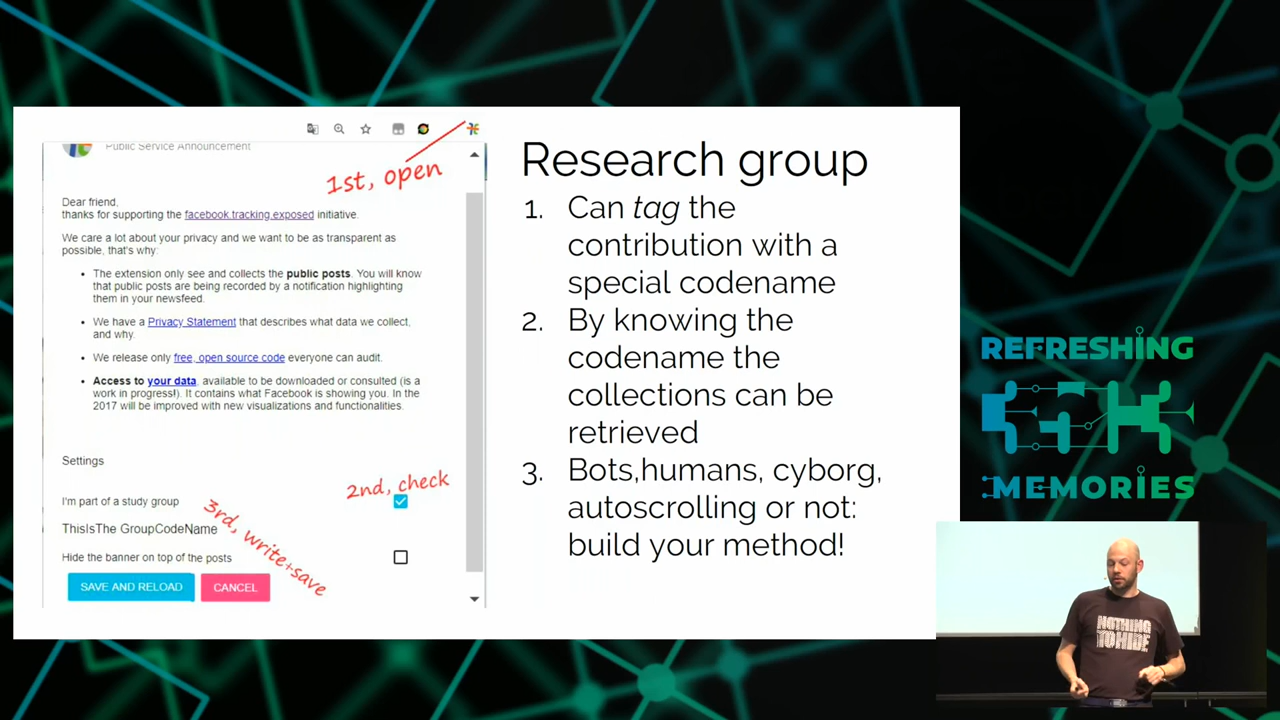 Public Service Announcement
1st, open
Dear friend,
thanks for supporting the facebook.tracking.exposed initiative.
We care a lot about your privacy and we want to be as transparent as
possible, that's why:
• The extension only see and collects the public posts. You will know
that public posts are being recorded by a notification highlighting
them in your newsfeed.
• We have a Privacy Statement that describes what data we collect,
and why.
• We release only free, open source code everyone can audit.
• Access to your data, available to be downloaded or consulted (is a
work in progress!). It contains what Facebook is showing you. In the
2017 will be improved with new visualizations and functionalities.
Settings
2nd, check
I'm part of a study group
3rd, write+save
ThisIsThe GroupCodeName
Hide the banner on top of the posts
SAVE AND RELOAD
CANCEL
Research group
1. Can tag the
contribution with a
special codename
2. By knowing the
codename the
collections can be
retrieved
3. Bots,humans, cyborg,
autoscrolling or not:
build your method!
REFRESHING
35C3
MEMORIES
NOTHING
TO HIDE